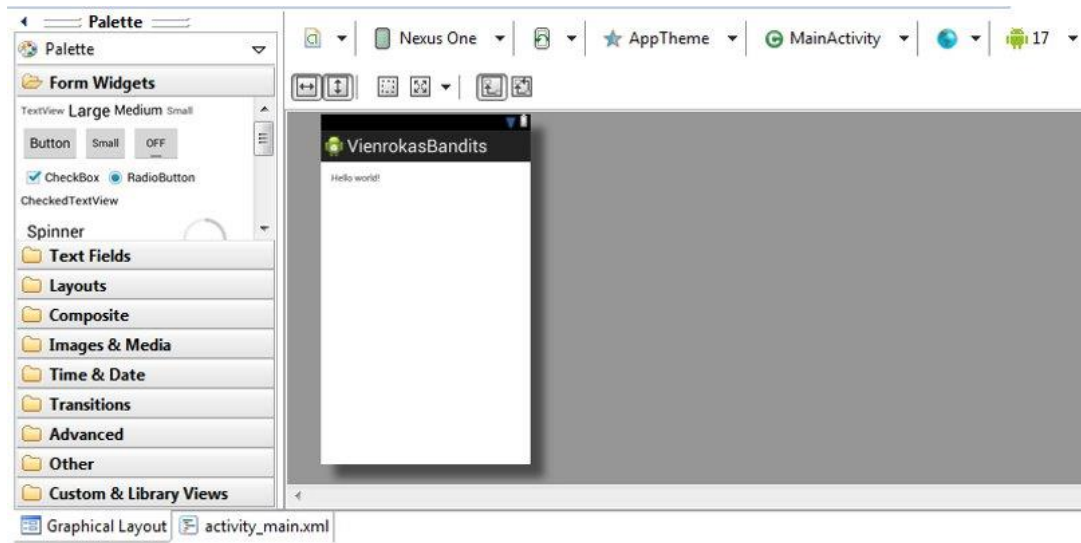 Palette
Palette
Form Widgets
TextView Large Medium Small
Button Small OFF
CheckBox RadioButton
CheckedTextView
Spinner
Text Fields
Layouts
Composite
Images & Media
Time & Date
Transitions
Advanced
Other
Custom & Library Views
Graphical Layout activity_main.xml
Nexus One AppTheme MainActivity 17
VienrokasBandits
Hello world!